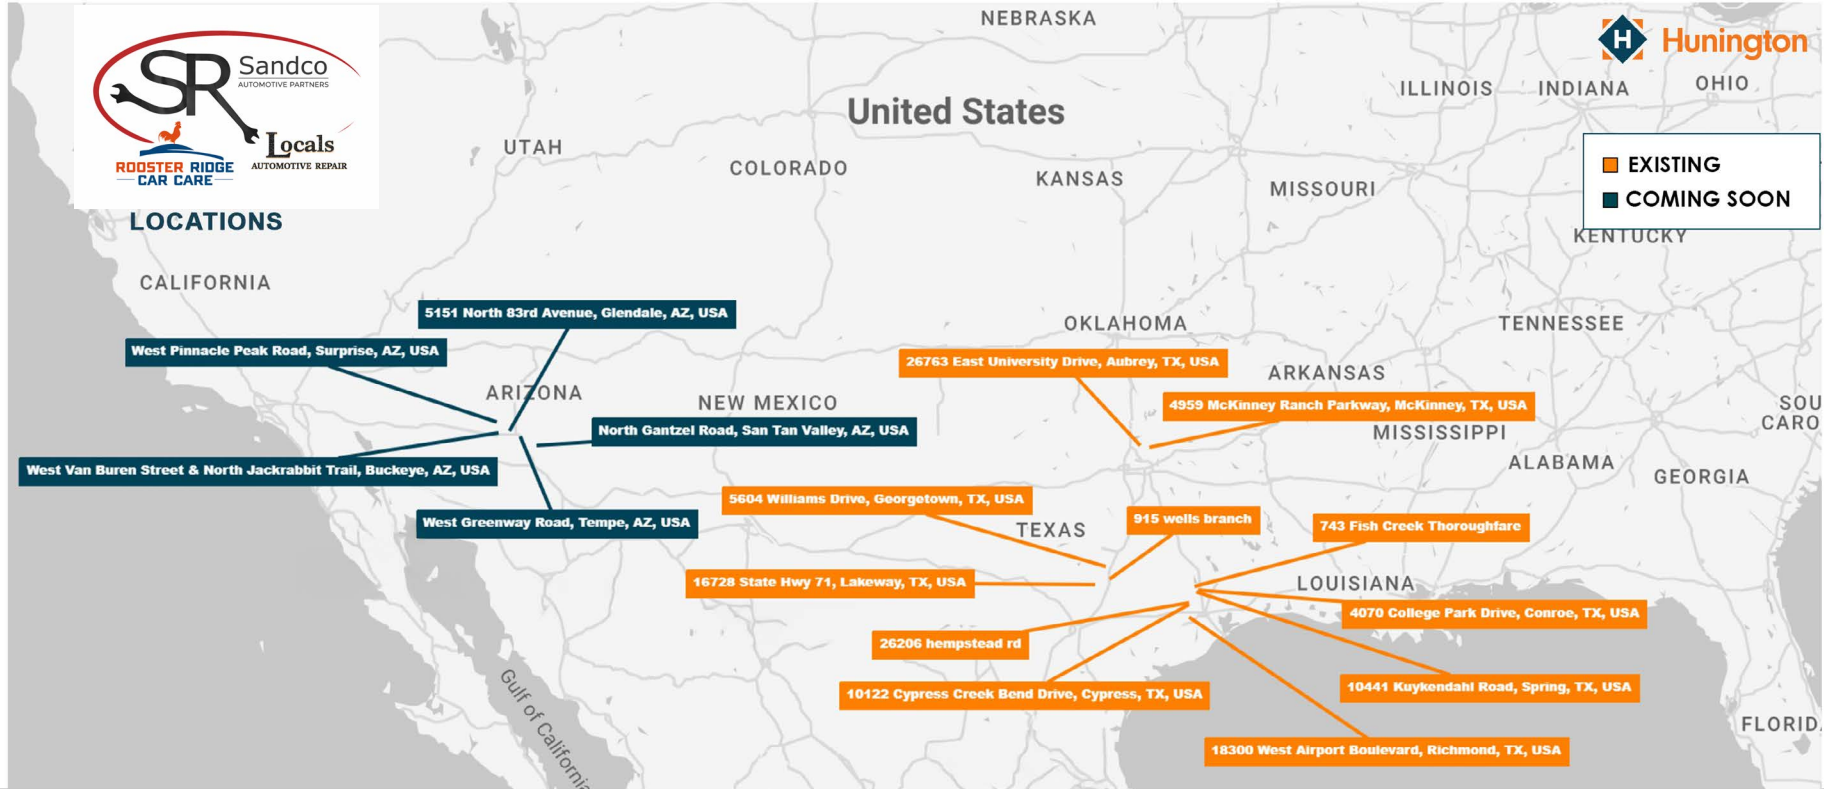 NEBRASKA
Hunington
H
SR
Sandco
AUTOMOTIVE PARTNERS
Locals
AUTOMOTIVE REPAIR
ROOSTER RIDGE
CAR CARE
LOCATIONS
United States
ILLINOIS
INDIANA
OHIO
UTAH
COLORADO
KANSAS
MISSOURI
EXISTING
COMING SOON
KENTUCKY
CALIFORNIA
5151 North 83rd Avenue, Glendale, AZ, USA
OKLAHOMA
TENNESSEE
West Pinnacle Peak Road, Surprise, AZ, USA
26763 East University Drive, Aubrey, TX, USA
ARKANSAS
ARIZONA
NEW MEXICO
4959 McKinney Ranch Parkway, McKinney, TX, USA
SOU
CARO
North Gantzel Road, San Tan Valley, AZ, USA
MISSISSIPPI
West Van Buren Street & North Jackrabbit Trail, Buckeye, AZ, USA
ALABAMA
GEORGIA
5604 Williams Drive, Georgetown, TX, USA
West Greenway Road, Tempe, AZ, USA
TEXAS
915 wells branch
743 Fish Creek Thoroughfare
16728 State Hwy 71, Lakeway, TX, USA
LOUISIANA
4070 College Park Drive, Conroe, TX, USA
26206 hempstead rd
10441 Kuykendahl Road, Spring, TX, USA
10122 Cypress Creek Bend Drive, Cypress, TX, USA
Gulf of California
FLORID
18300 West Airport Boulevard, Richmond, TX, USA